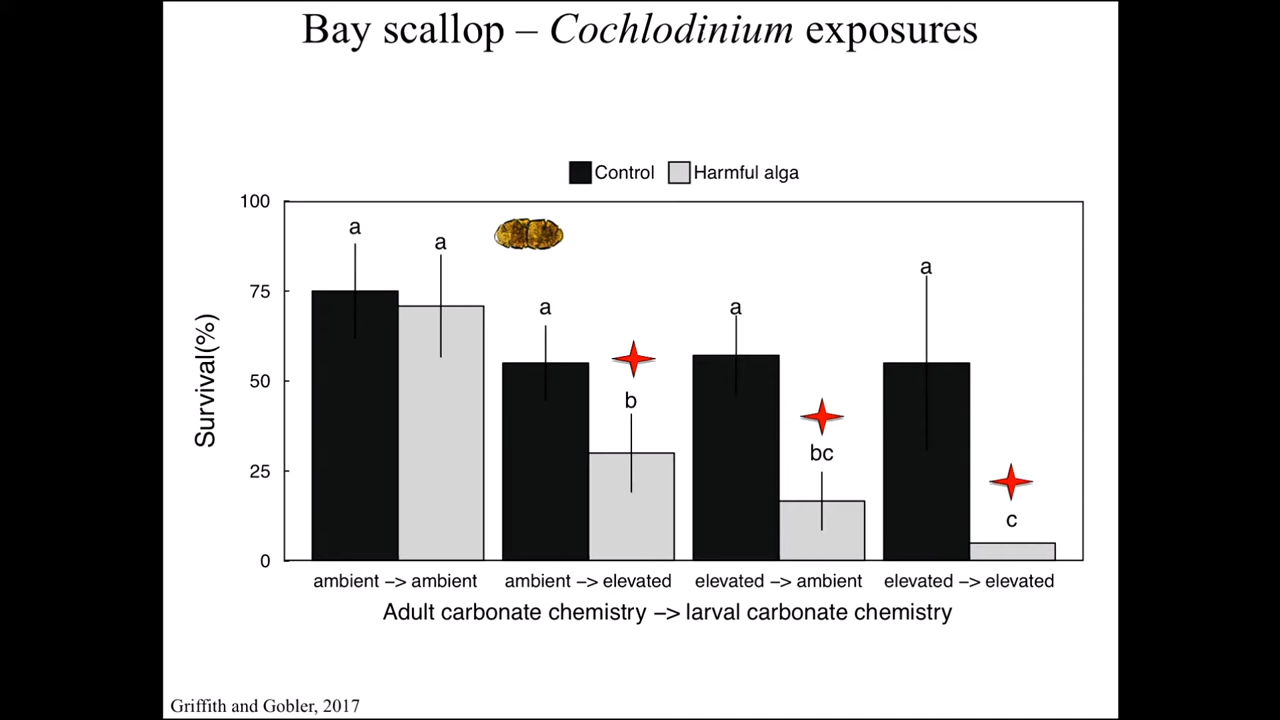 Bay scallop – Cochlodinium exposures
Control Harmful alga
100
75
50
25
0
Survival(%)
a
a
a
b
a
bc
a
c
ambient –> ambient
ambient –> elevated
elevated –> ambient
elevated –> elevated
Adult carbonate chemistry –> larval carbonate chemistry
Griffith and Gobler, 2017